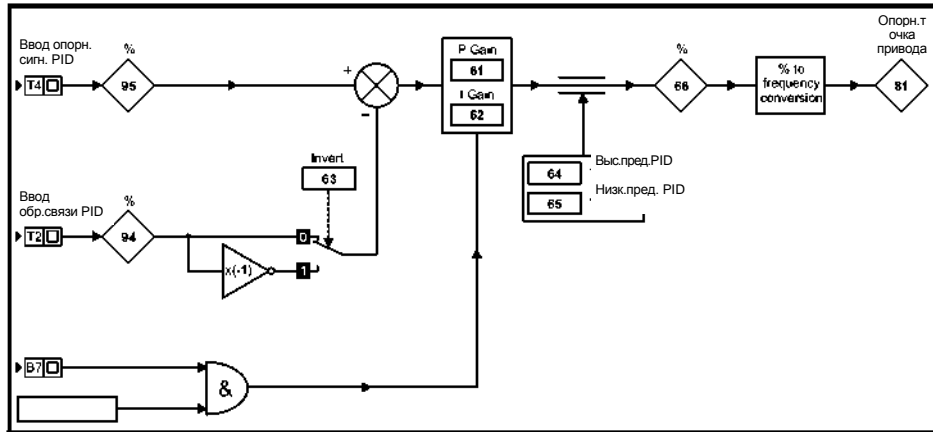 Ввод опорн.
сигн. PID
T4
%
95
+
−
P Gain
61
I Gain
62
%
66
% to
frequency
conversion
Опорн.т
очка
привода
81
Invert
63
Выс.пред.PID
64
Низк.пред. PID
65
Ввод
обр.связи PID
T2
%
94
0
x(-1)
1
B7
&